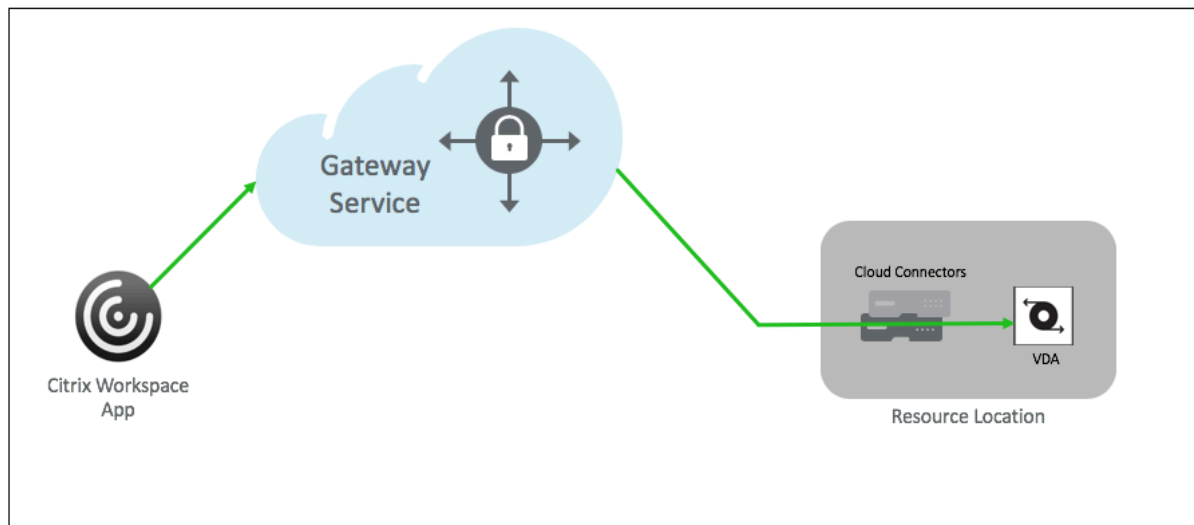 Gateway
Service
Cloud Connectors
VDA
Citrix Workspace
App
Resource Location